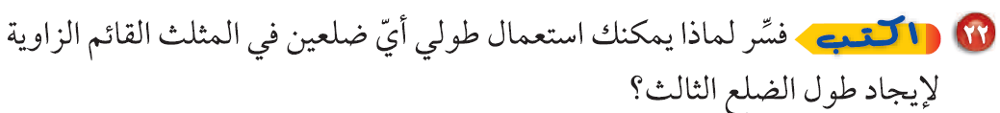 ٢٢ اكتب فسِّر لماذا يمكنك استعمال طولي أيّ ضلعين في المثلث القائم الزاوية
لإيجاد طول الضلع الثالث؟